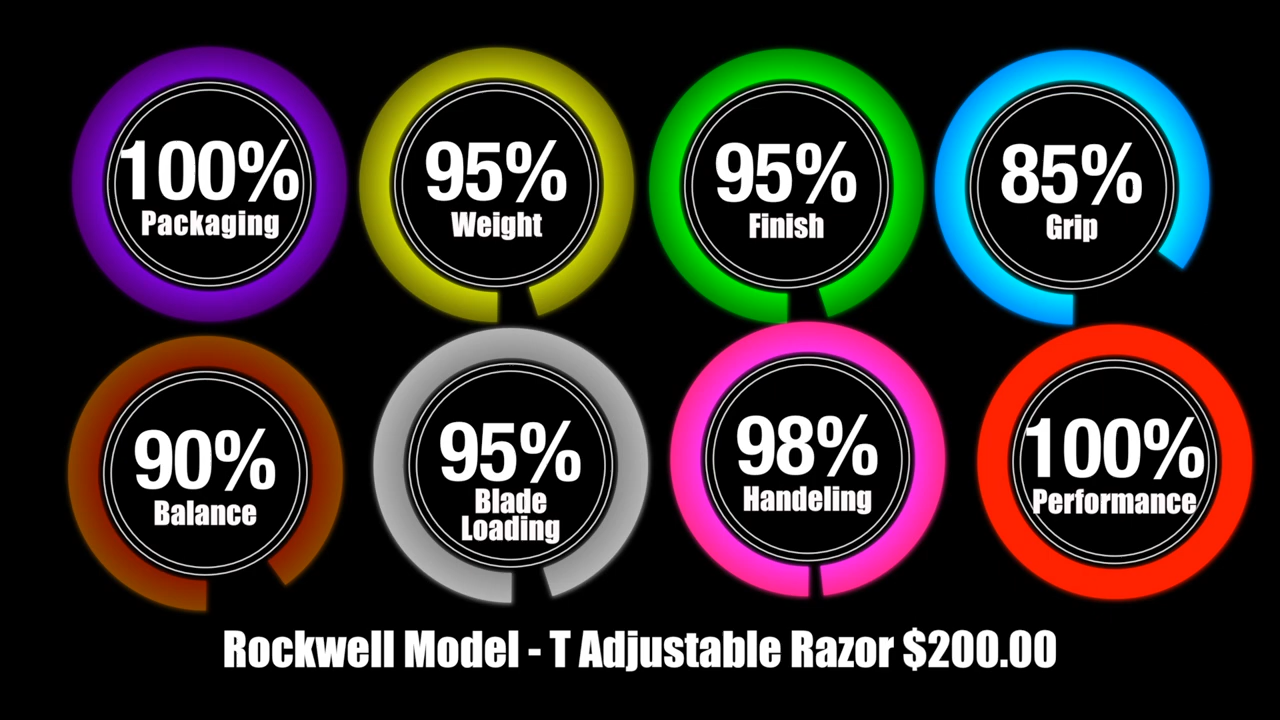 100%
Packaging
95%
Weight
95%
Finish
85%
Grip
90%
Balance
95%
Blade
Loading
98%
Handeling
100%
Performance
Rockwell Model - T Adjustable Razor $200.00